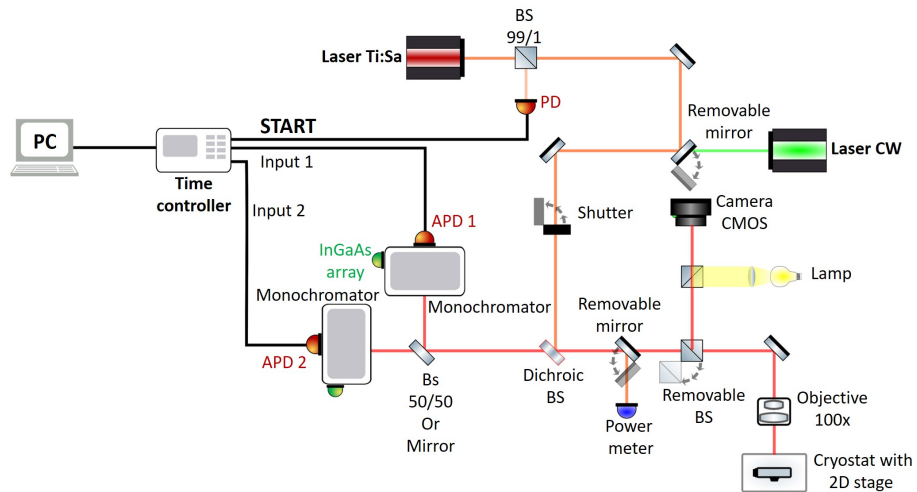 BS
99/1
Laser Ti:Sa
PD
START
Removable
mirror
PC
Input 1
Laser CW
Time
controller
Input 2
APD 1
Shutter
Camera
CMOS
InGaAs
array
Lamp
Monochromator
Monochromator
Removable
mirror
APD 2
Bs
50/50
Or
Mirror
Dichroic
BS
Removable
BS
Objective
100x
Power
meter
Cryostat with
2D stage